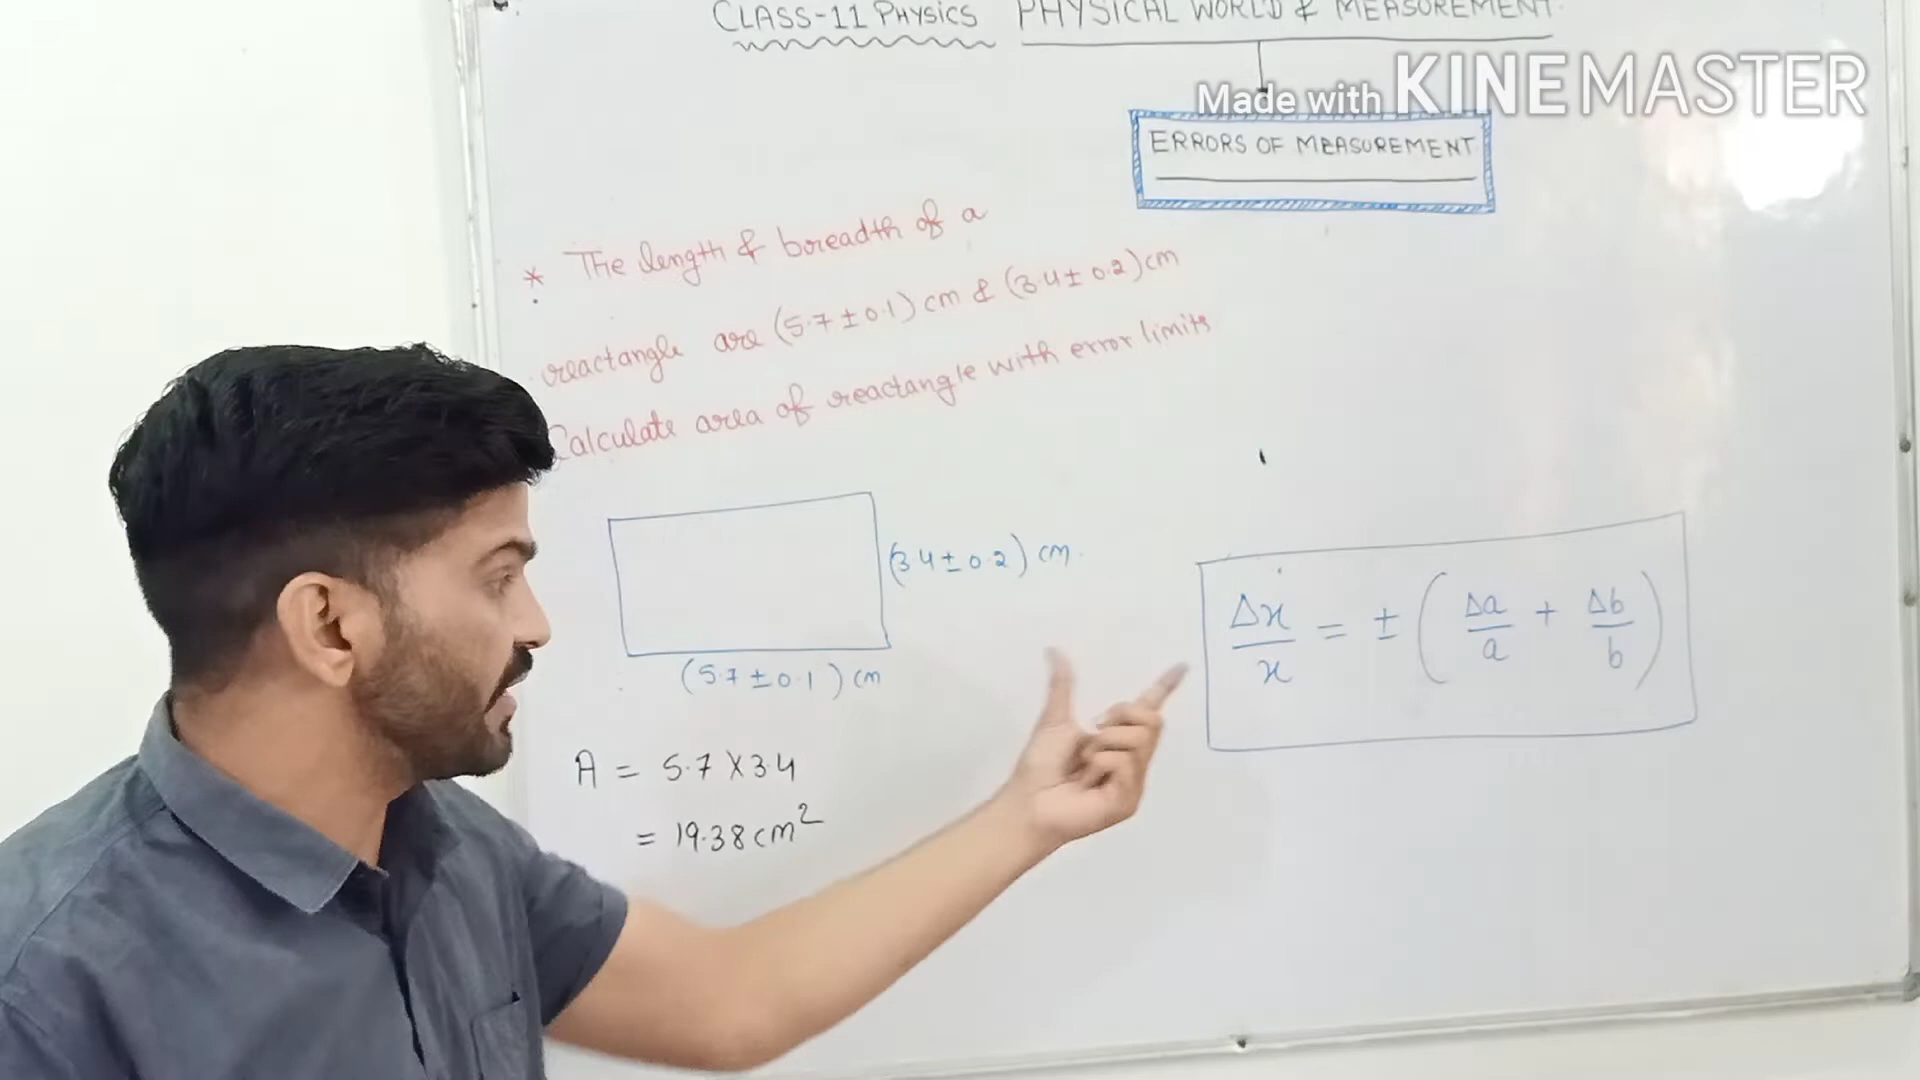 CLASS-11 PHYSICS PHYSICAL WORLD & MEASUREMENT
Made with KINEMASTER
ERRORS OF MEASUREMENT
* The length & boreadth of a
reactangle are (5.7 ± 0.1) cm & (3.4 ± 0.2) cm
Calculate area of reactangle with error limits
(3.4 ± 0.2) cm.
(5.7 ± 0.1) cm
Δx/x = ± (Δa/a + Δb/b)
A = 5.7 X 3.4
= 19.38 cm²